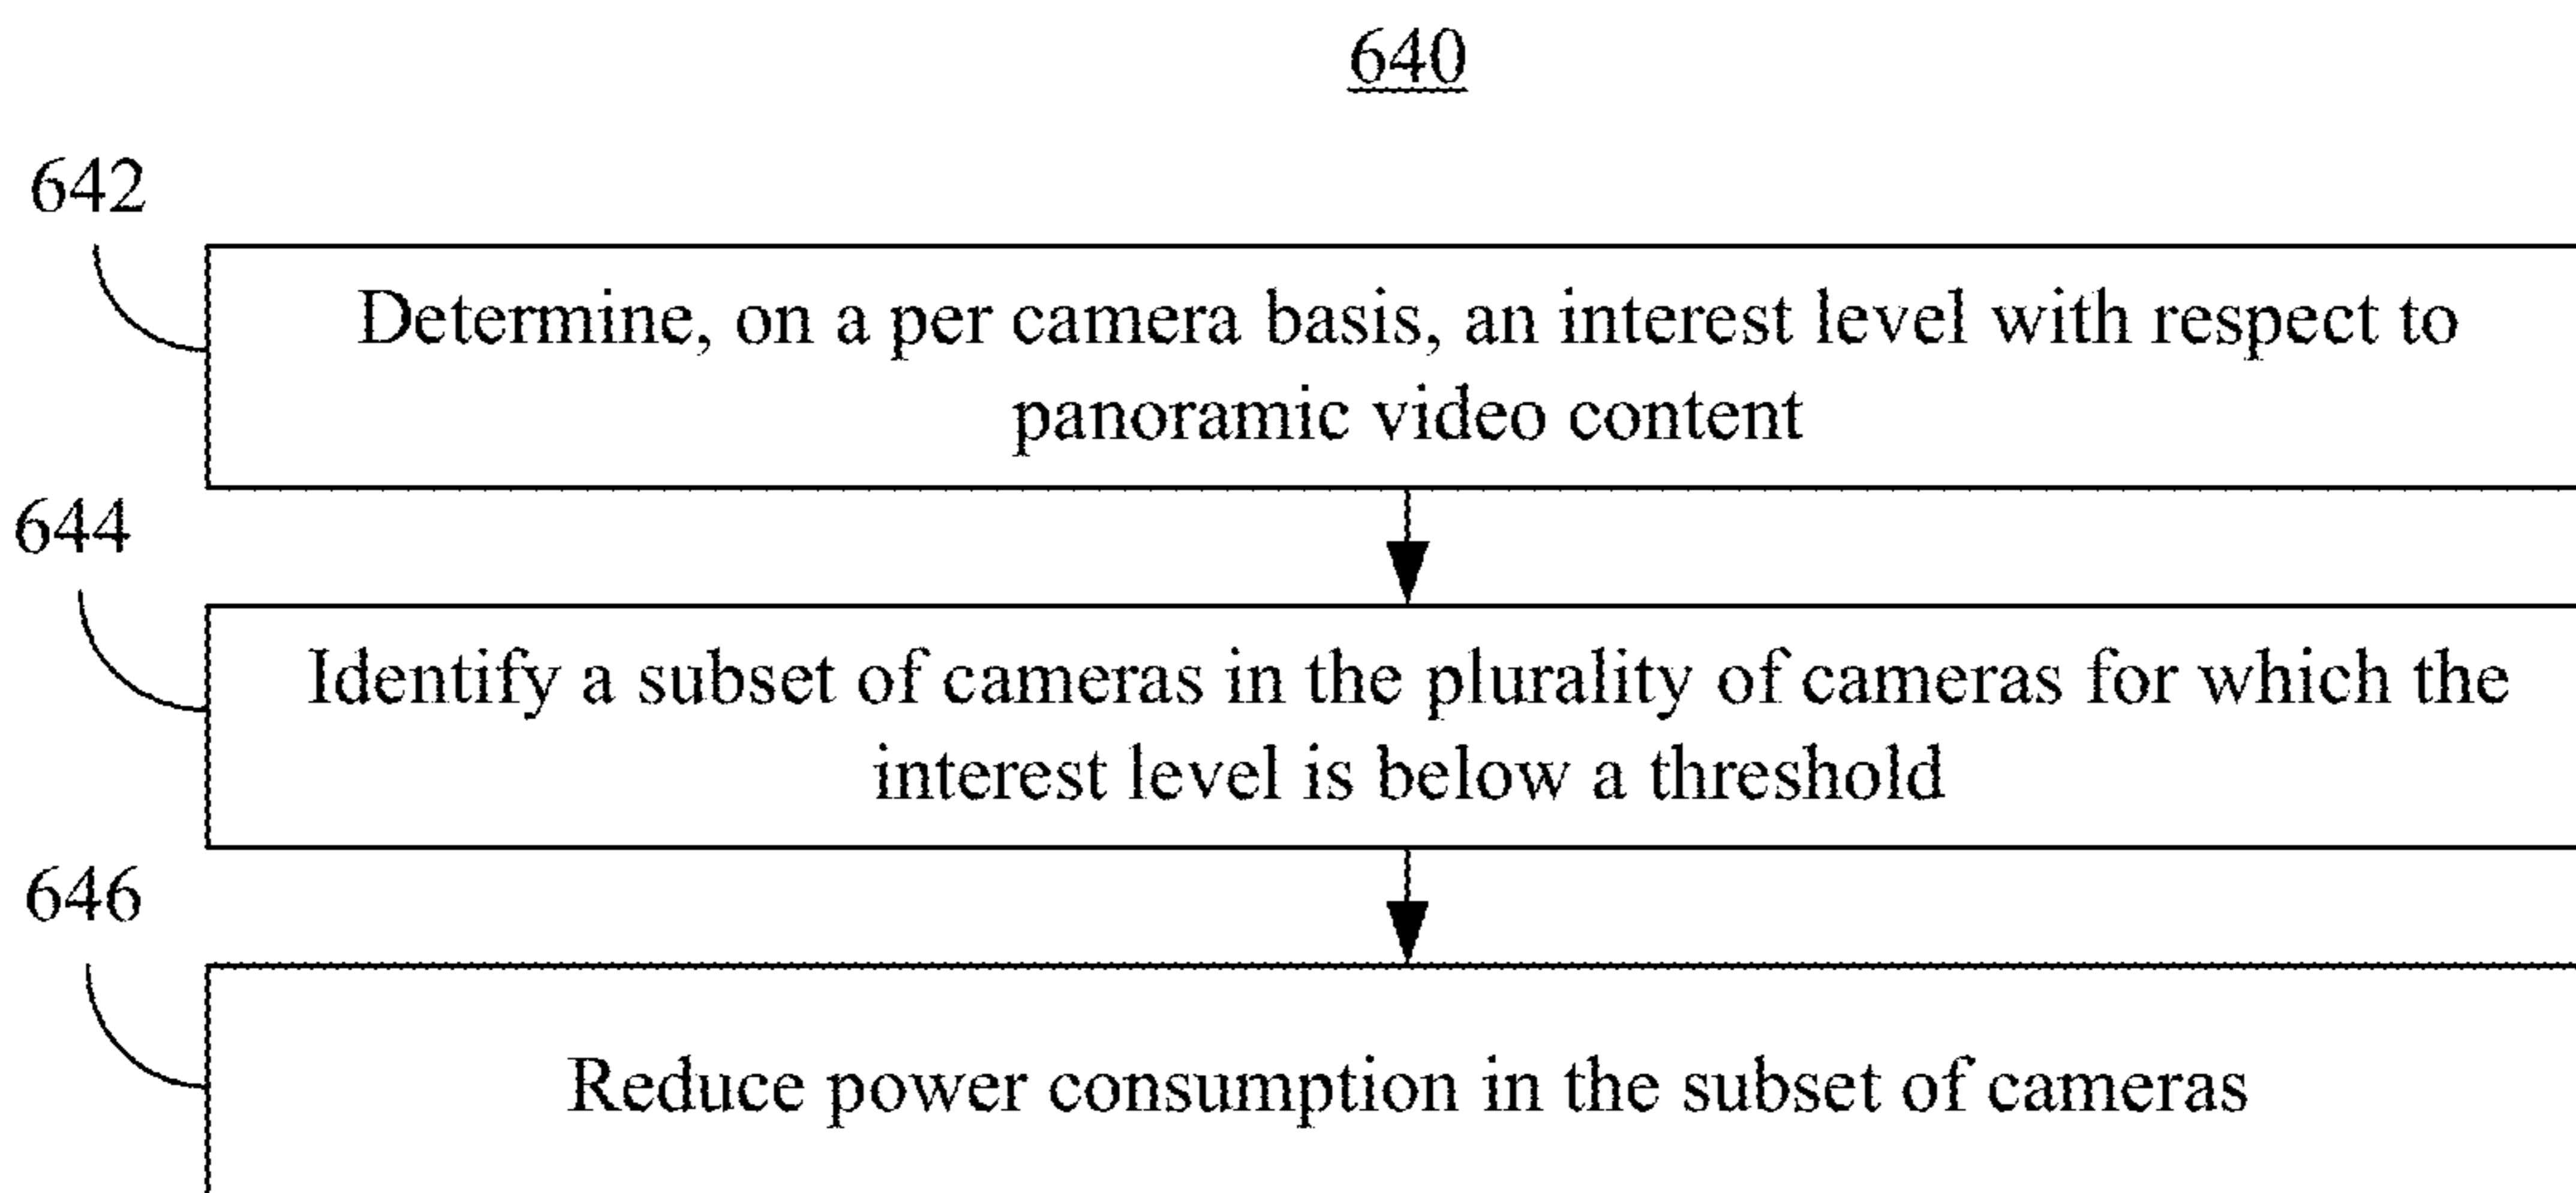 640
642
Determine, on a per camera basis, an interest level with respect to
panoramic video content
644
Identify a subset of cameras in the plurality of cameras for which the
interest level is below a threshold
646
Reduce power consumption in the subset of cameras